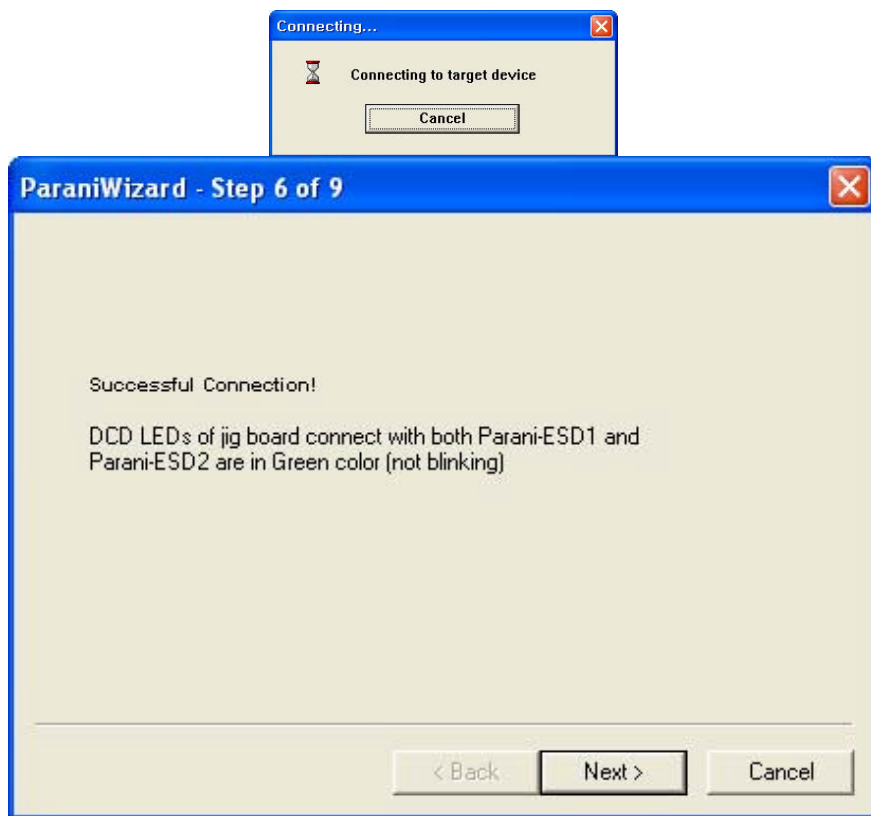 Connecting...
Connecting to target device
Cancel
ParaniWizard - Step 6 of 9
Successful Connection!
DCD LEDs of jig board connect with both Parani-ESD1 and
Parani-ESD2 are in Green color (not blinking)
< Back Next > Cancel